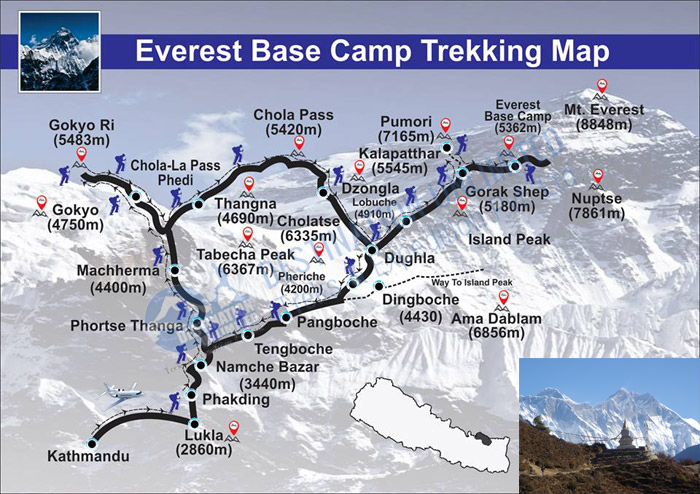 Everest Base Camp Trekking Map
Gokyo Ri
(5483m)
Chola Pass
(5420m)
Pumori
(7165m)
Everest
Base Camp
(5362m)
Mt. Everest
(8848m)
Chola-La Pass
Phedi
Kalapatthar
(5545m)
Gokyo
(4750m)
Thangna
(4690m)
Dzongla
Lobuche
(4910m)
Gorak Shep
(5180m)
Nuptse
(7861m)
Cholatse
(6335m)
Island Peak
Tabecha Peak
(6367m)
Dughla
Machherma
(4400m)
Pheriche
(4200m)
Way To Island Peak
Dingboche
(4430)
Ama Dablam
(6856m)
Phortse Thanga
Pangboche
Tengboche
Namche Bazar
(3440m)
Phakding
Lukla
(2860m)
Kathmandu